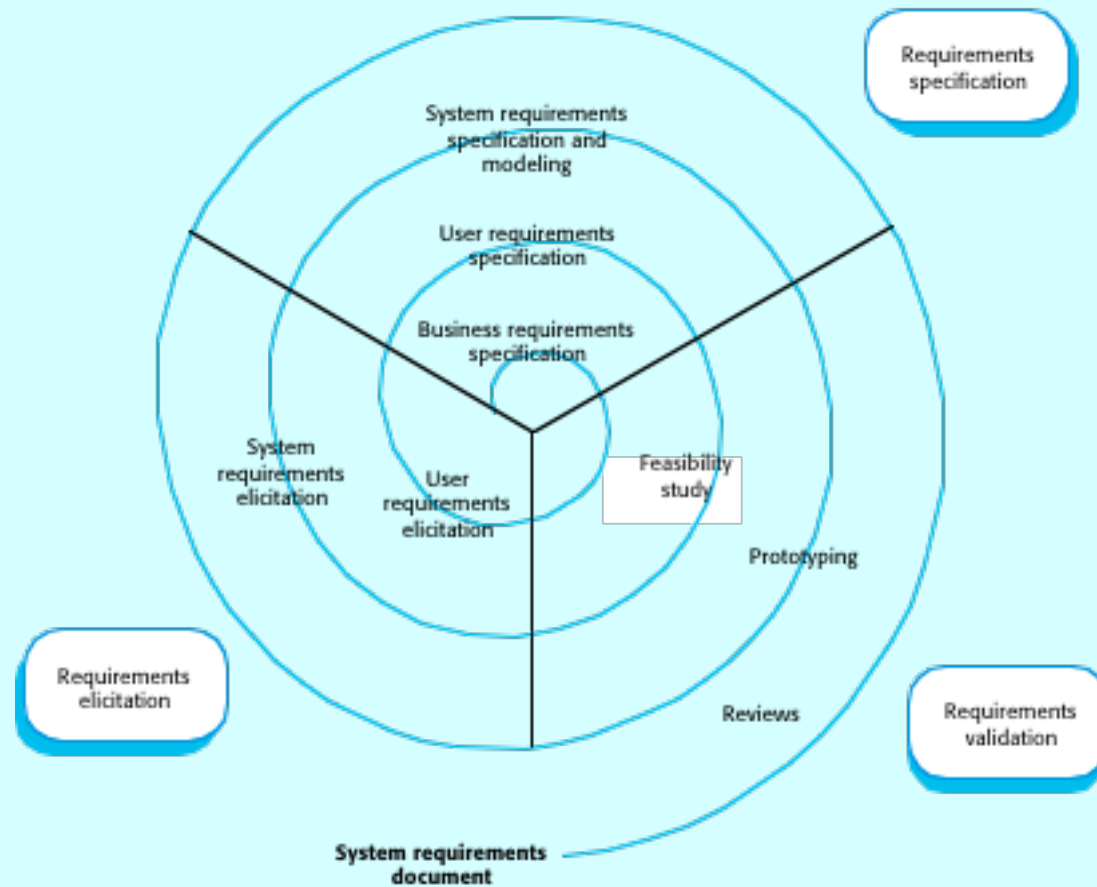 Requirements
specification
System requirements
specification and
modeling
User requirements
specification
Business requirements
specification
System
requirements
elicitation
User
requirements
elicitation
Feasibility
study
Prototyping
Reviews
Requirements
elicitation
Requirements
validation
System requirements
document